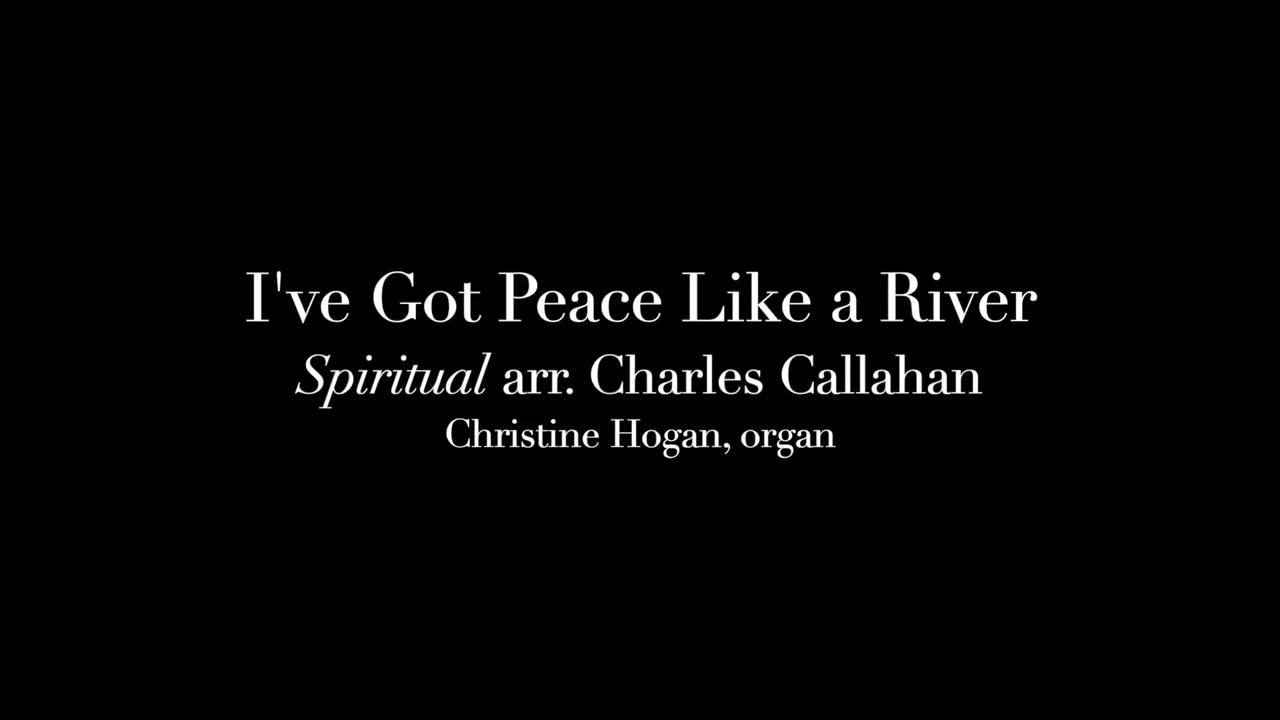 I've Got Peace Like a River
Spiritual arr. Charles Callahan
Christine Hogan, organ